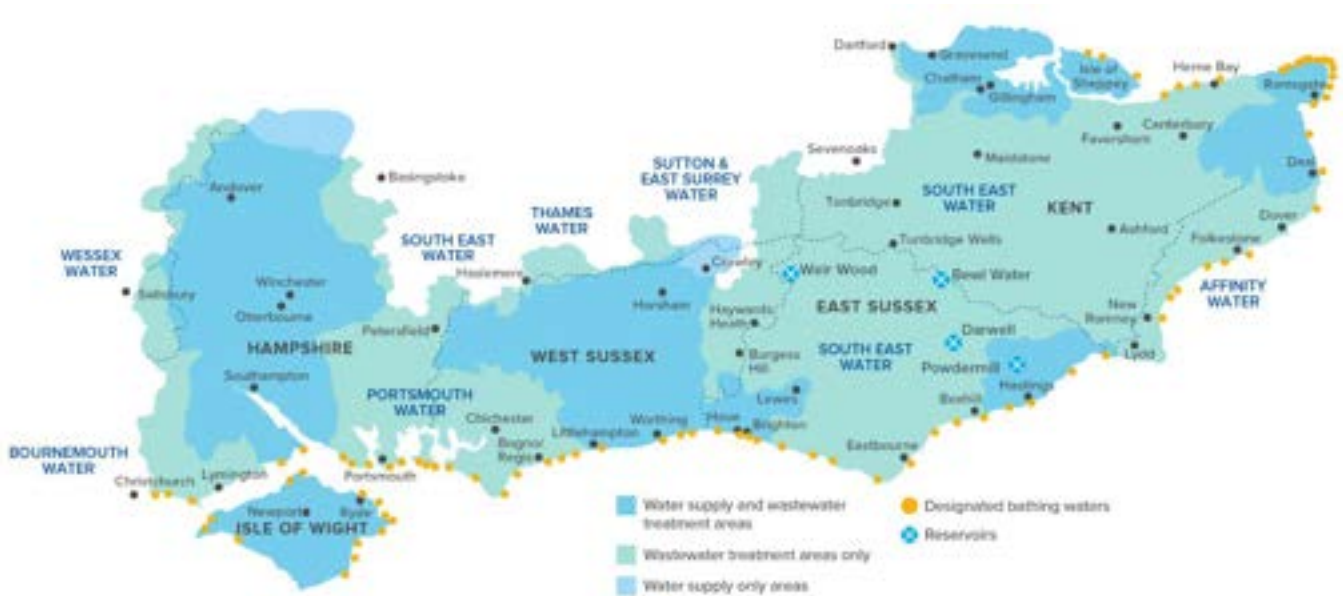 Dartford
Gravesend
Chatham
Gillingham
Isle of
Sheppey
Herne Bay
Ramsgate
Canterbury
Faversham
Deal
Sevenoaks
Maidstone
SUTTON &
EAST SURREY
WATER
Andover
Basingstoke
Tonbridge
SOUTH EAST
WATER
KENT
THAMES
WATER
Dover
Ashford
SOUTH EAST
WATER
Tunbridge Wells
Folkestone
WESSEX
WATER
Haslemere
Crawley
Weir Wood
Bewl Water
AFFINITY
WATER
Salisbury
Winchester
Otterbourne
Horsham
Haywards
Heath
EAST SUSSEX
New
Romney
Petersfield
Darwell
Lydd
HAMPSHIRE
WEST SUSSEX
Burgess
Hill
SOUTH EAST
WATER
Powdermill
Southampton
PORTSMOUTH
WATER
Lewes
Hastings
Bexhill
Chichester
Worthing
Hove
Brighton
Littlehampton
Bognor
Regis
Eastbourne
BOURNEMOUTH
WATER
Christchurch
Lymington
Portsmouth
Newport
Ryde
ISLE OF WIGHT
Water supply and wastewater
treatment areas
Wastewater treatment areas only
Water supply only areas
Designated bathing waters
Reservoirs